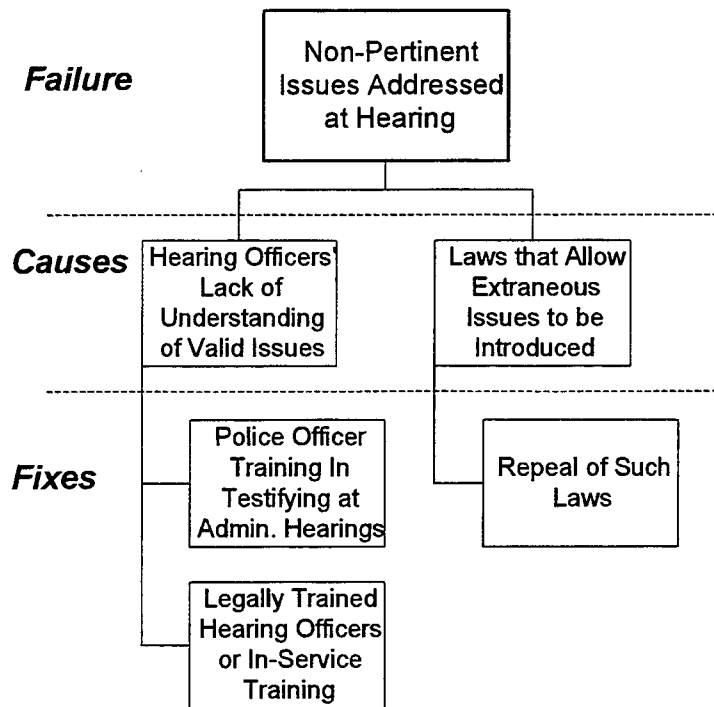 Failure
Non-Pertinent
Issues Addressed
at Hearing
Causes
Hearing Officers'
Lack of
Understanding
of Valid Issues
Laws that Allow
Extraneous
Issues to be
Introduced
Fixes
Police Officer
Training In
Testifying at
Admin. Hearings
Repeal of Such
Laws
Legally Trained
Hearing Officers
or In-Service
Training